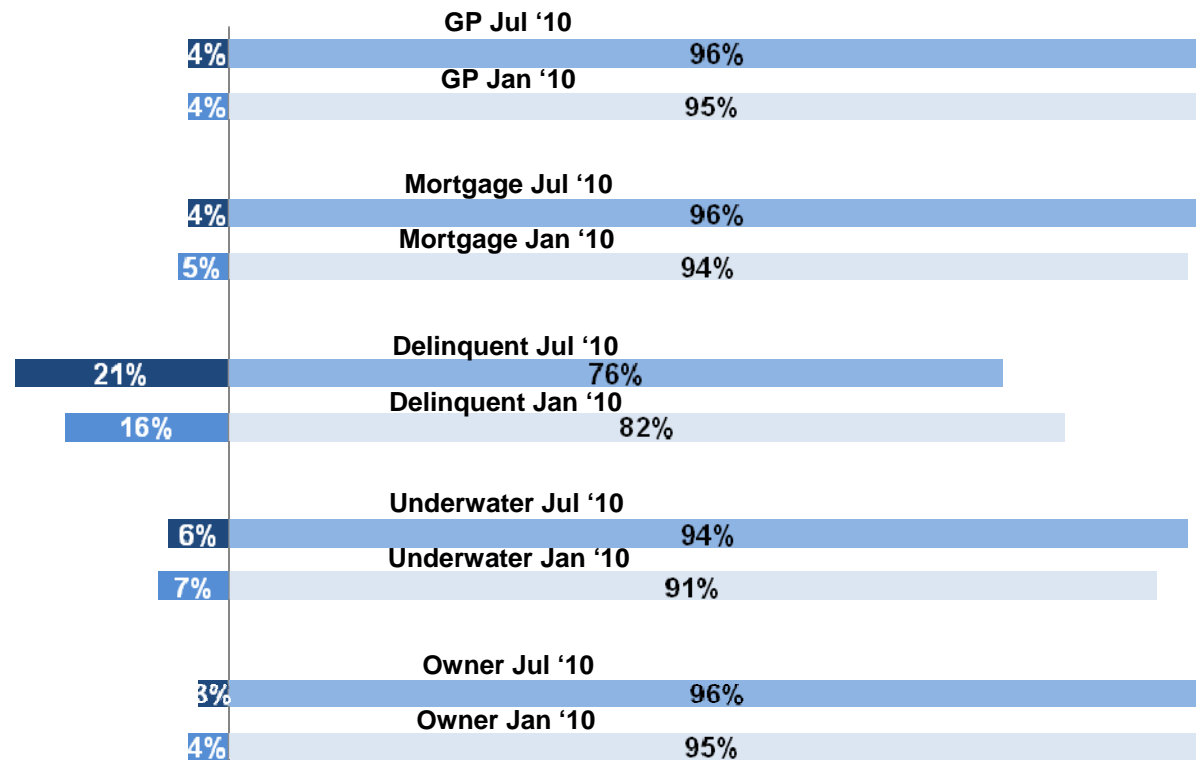 GP Jul ‘10
4% 96%
GP Jan ‘10
4% 95%
Mortgage Jul ‘10
4% 96%
Mortgage Jan ‘10
5% 94%
Delinquent Jul ‘10
21% 76%
Delinquent Jan ‘10
16% 82%
Underwater Jul ‘10
6% 94%
Underwater Jan ‘10
7% 91%
Owner Jul ‘10
3% 96%
Owner Jan ‘10
4% 95%